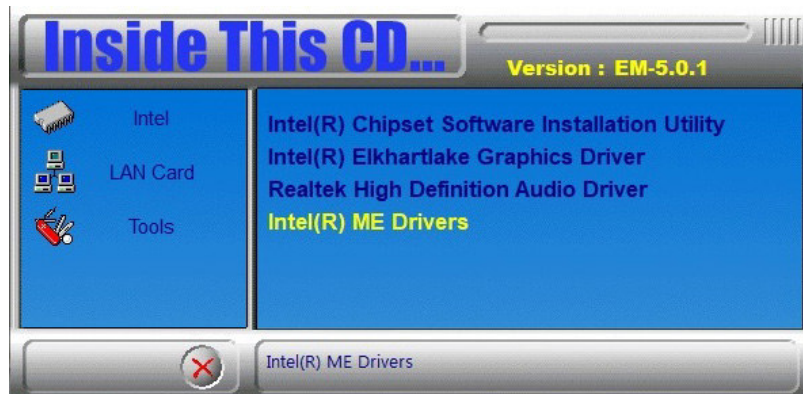 Inside This CD...
Version : EM-5.0.1
Intel
LAN Card
Tools
Intel(R) Chipset Software Installation Utility
Intel(R) Elkhartlake Graphics Driver
Realtek High Definition Audio Driver
Intel(R) ME Drivers
Intel(R) ME Drivers